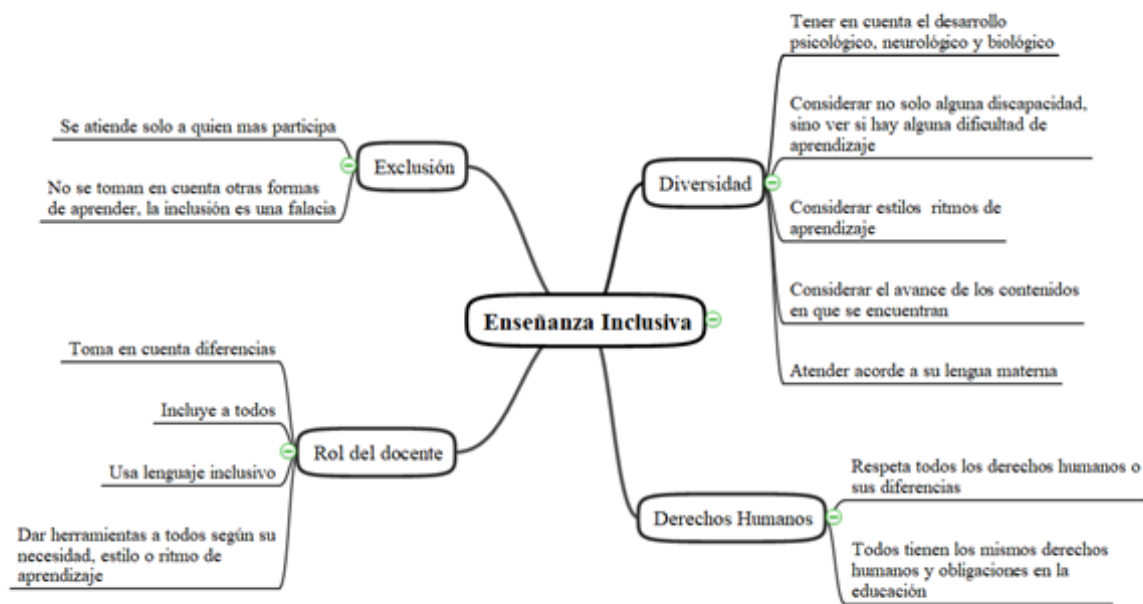 Tener en cuenta el desarrollo
psicológico, neurológico y biológico
Considerar no solo alguna discapacidad,
sino ver si hay alguna dificultad de
aprendizaje
Diversidad
Considerar estilos ritmos de
aprendizaje
Considerar el avance de los contenidos
en que se encuentran
Atender acorde a su lengua materna
Se atiende solo a quien mas participa
Exclusión
No se toman en cuenta otras formas
de aprender, la inclusión es una falacia
Enseñanza Inclusiva
Toma en cuenta diferencias
Incluye a todos
Rol del docente
Usa lenguaje inclusivo
Dar herramientas a todos según su
necesidad, estilo o ritmo de
aprendizaje
Respeta todos los derechos humanos o
sus diferencias
Derechos Humanos
Todos tienen los mismos derechos
humanos y obligaciones en la
educación